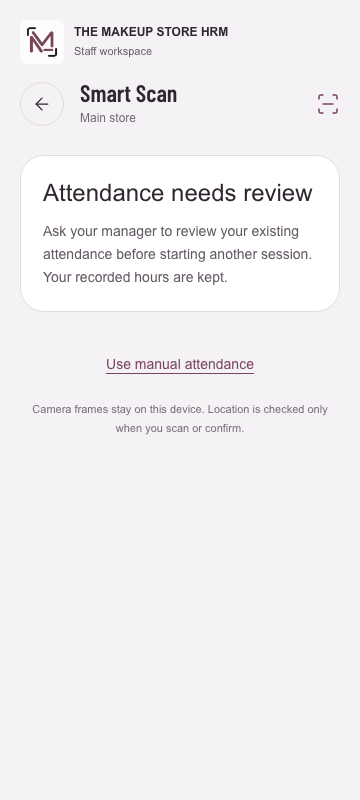 THE MAKEUP STORE HRM
Staff workspace
Smart Scan
Main store
Attendance needs review
Ask your manager to review your existing
attendance before starting another session.
Your recorded hours are kept.
Use manual attendance
Camera frames stay on this device. Location is checked only
when you scan or confirm.